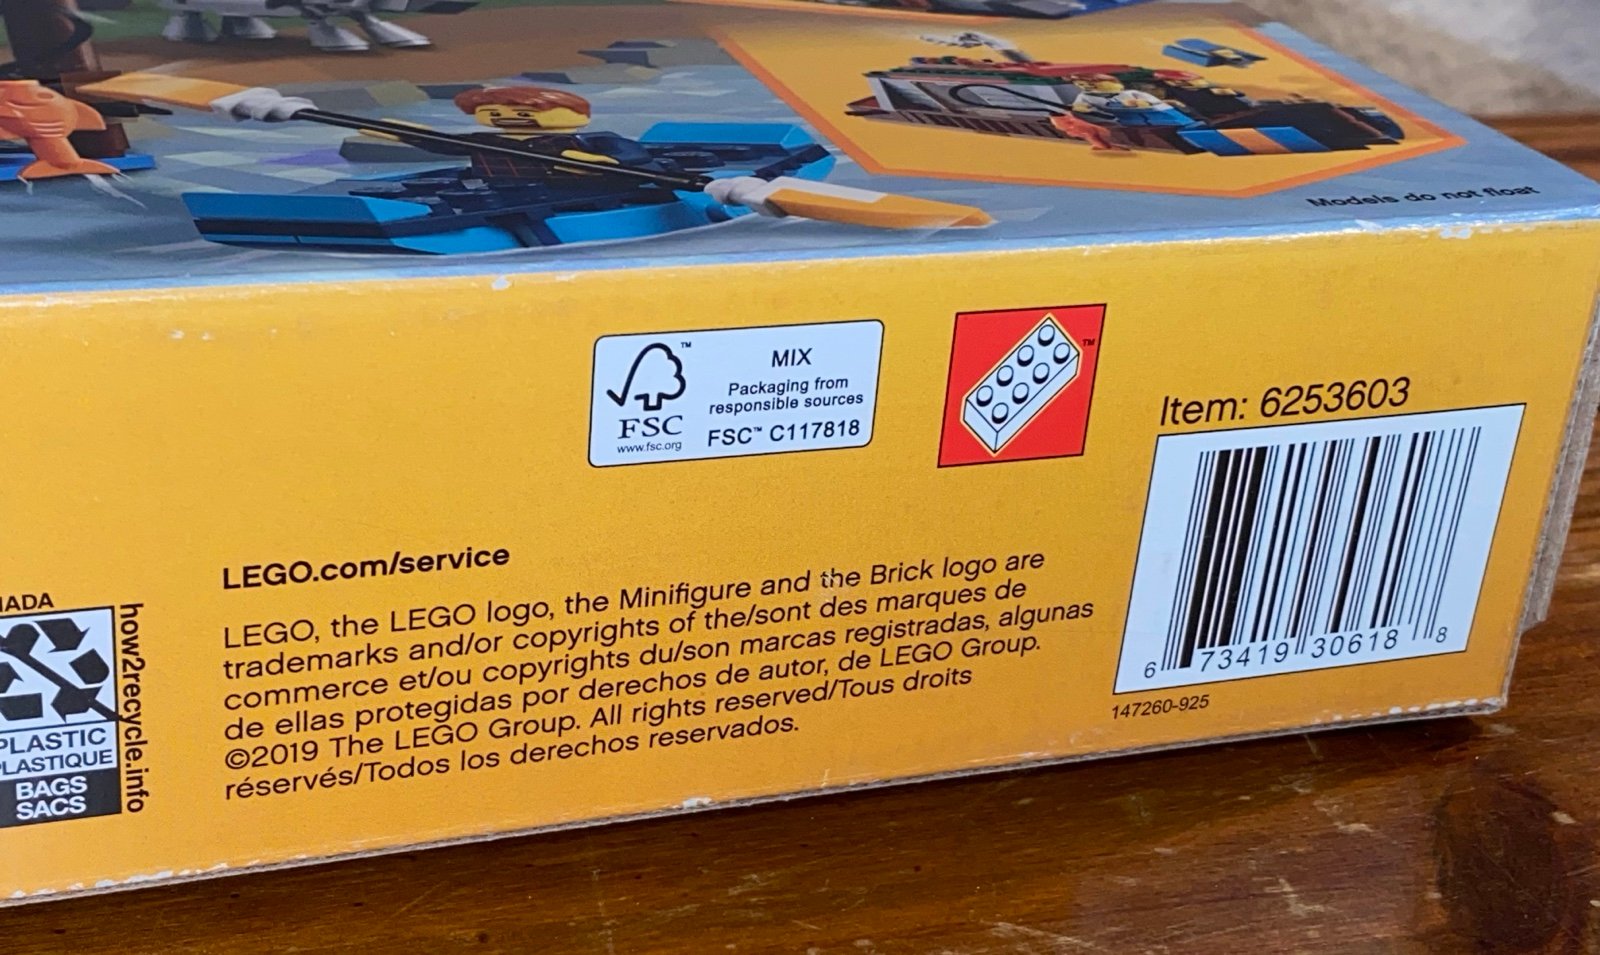 Models do not float
™
MIX
Packaging from
responsible sources
FSC
www.fsc.org
FSC™ C117818
™
Item: 6253603
6 73419 30618 8
147260-925
LEGO.com/service
LEGO, the LEGO logo, the Minifigure and the Brick logo are
trademarks and/or copyrights of the/sont des marques de
commerce et/ou copyrights du/son marcas registradas, algunas
de ellas protegidas por derechos de autor, de LEGO Group.
©2019 The LEGO Group. All rights reserved/Tous droits
réservés/Todos los derechos reservados.
NADA
how2recycle.info
PLASTIC
PLASTIQUE
BAGS
SACS